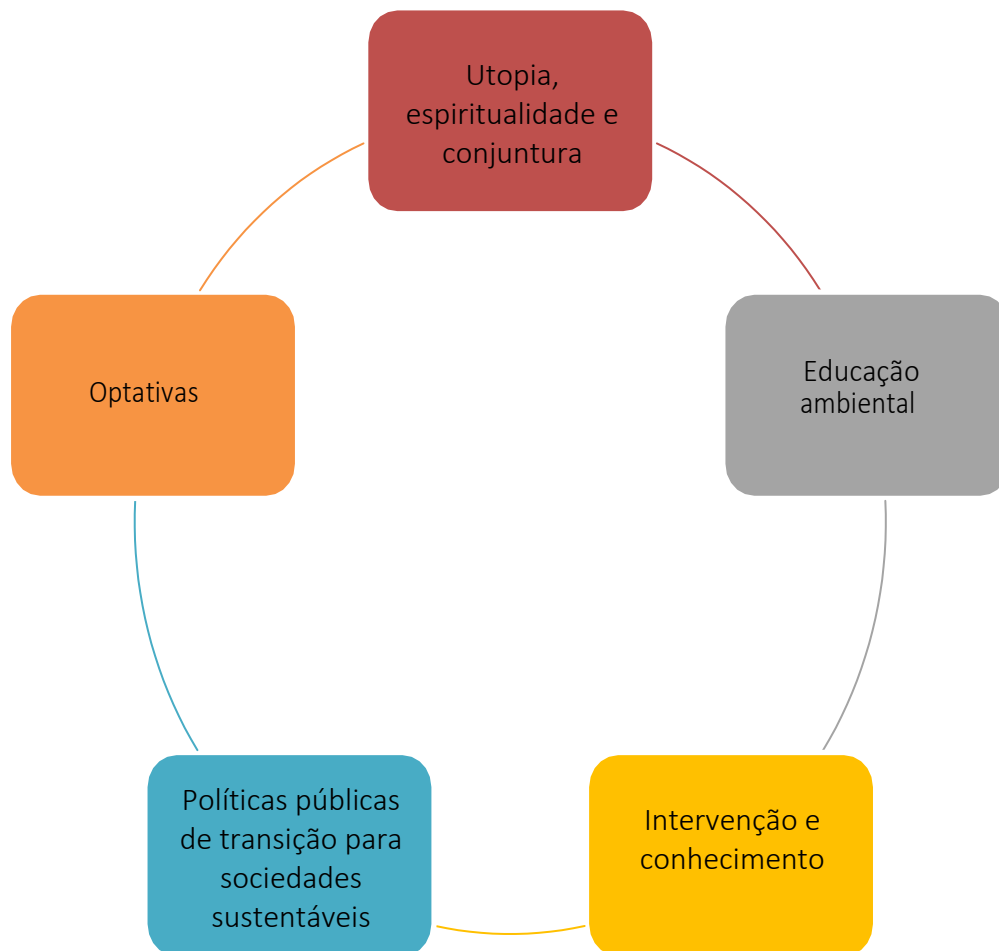 Utopia,
espiritualidade e
conjuntura
Educação
ambiental
Intervenção e
conhecimento
Políticas públicas
de transição para
sociedades
sustentáveis
Optativas